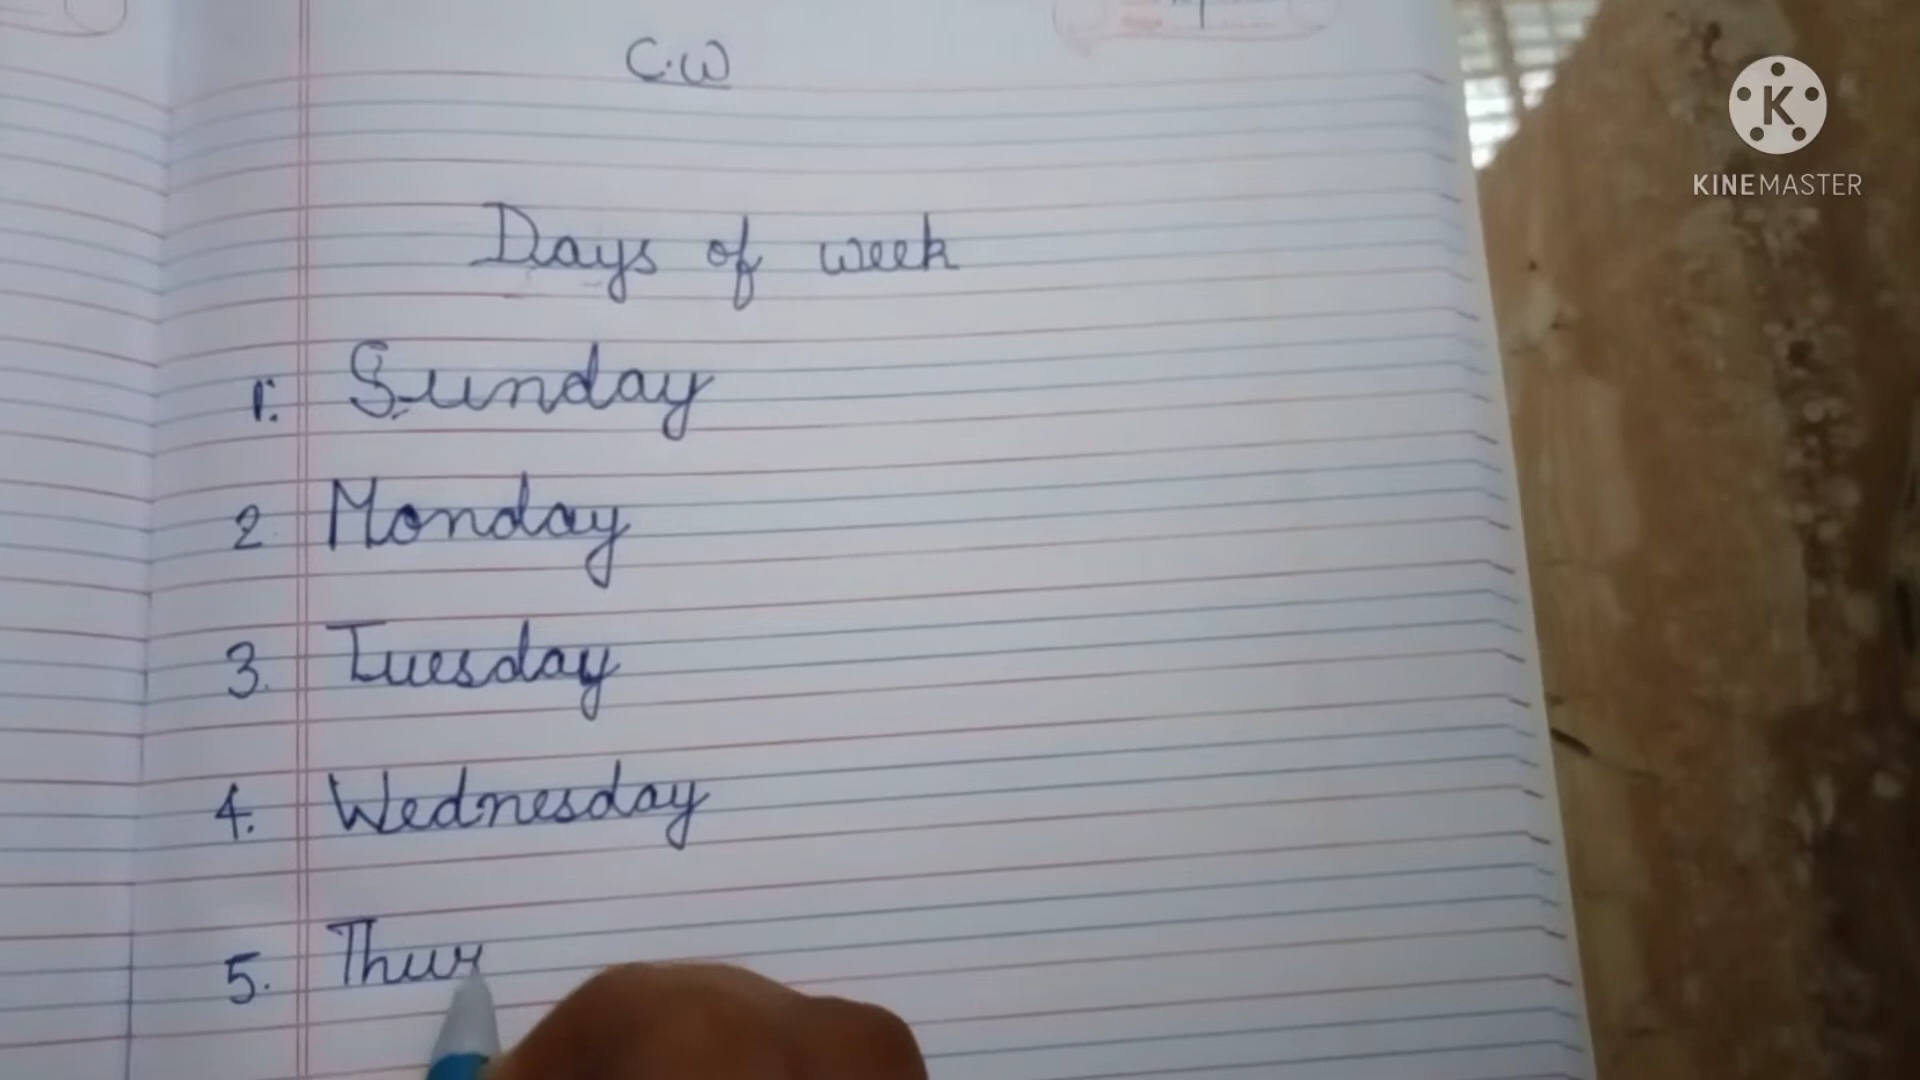 C.W
Days of week
1. Sunday
2. Monday
3. Tuesday
4. Wednesday
5. Thur
K
KINEMASTER